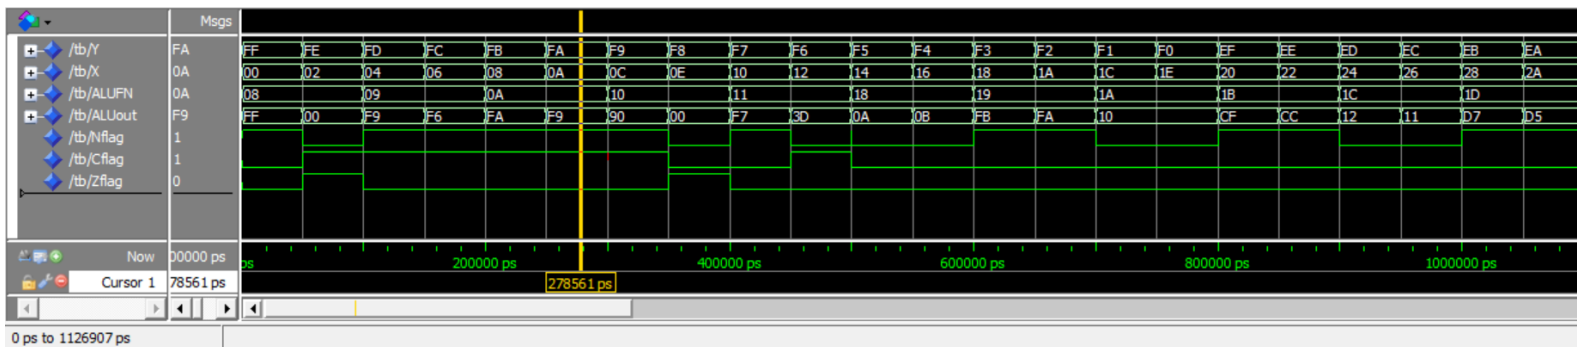 Msgs
/tb/Y FA FF FE FD FC FB FA F9 F8 F7 F6 F5 F4 F3 F2 F1 F0 EF EE ED EC EB EA
/tb/X 0A 00 02 04 06 08 0A 0C 0E 10 12 14 16 18 1A 1C 1E 20 22 24 26 28 2A
/tb/ALUFN 0A 08 09 0A 10 11 18 19 1A 1B 1C 1D
/tb/ALUout F9 FF 00 F9 F6 FA F9 90 00 F7 3D 0A 0B FB FA 10 CF CC 12 11 D7 D5
/tb/Nflag 1
/tb/Cflag 1
/tb/Zflag 0
Now 00000 ps ps 200000 ps 400000 ps 600000 ps 800000 ps 1000000 ps
Cursor 1 78561 ps 278561 ps
0 ps to 1126907 ps